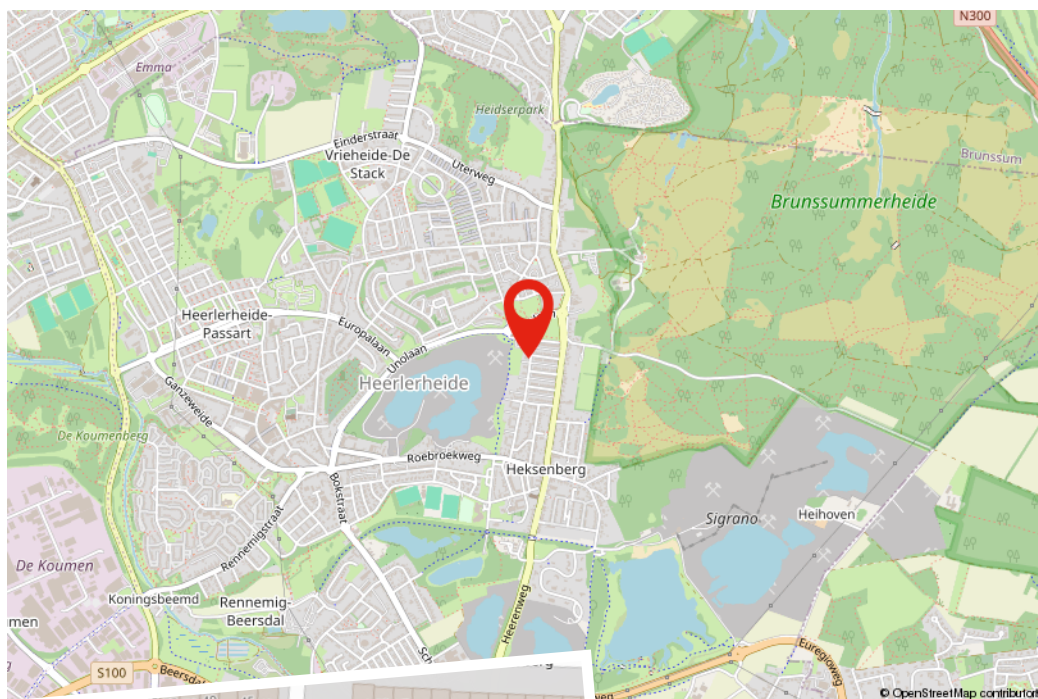 N300
Emma
Heidserpark
Einderstraat
Vrieheide-De
Stack
Uterweg
Brunssum
Brunssummerheide
Heerlerheide-
Passart
Europalaan
Unolaan
Heerlerheide
Ganzeweide
De Koumenberg
Roebroekweg
Heksenberg
Bokstraat
Sigrano
Heihoven
Rennemigstraat
De Koumen
Koningsbeemd
Rennemig-
Beersdal
Heerenweg
Euregioweg
S100
Beersdal
© OpenStreetMap contributors